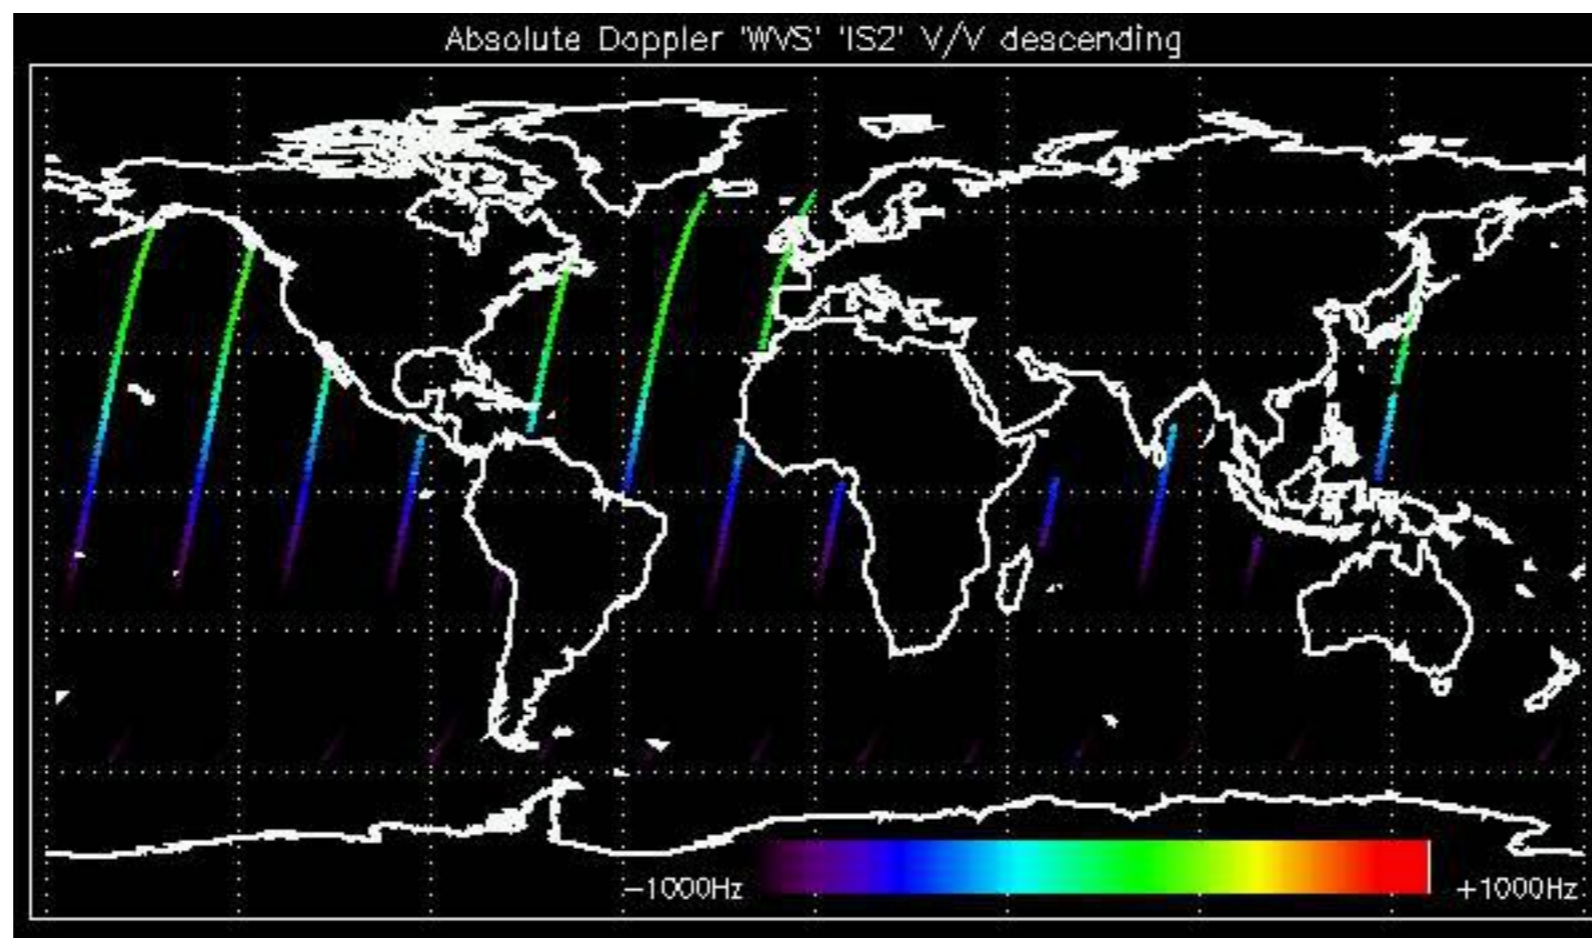 Absolute Doppler 'WVS' 'IS2' V/V descending
−1000Hz
+1000Hz